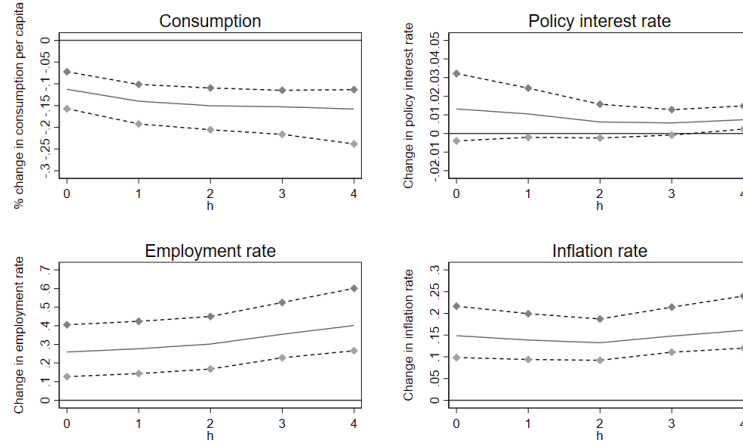 Consumption
% change in consumption per capita
0
-.05
-.1
-.15
-.2
-.25
-.3
0 1 2 3 4
h
Policy interest rate
Change in policy interest rate
.05
.04
.03
.02
.01
0
-.01
-.02
0 1 2 3 4
h
Employment rate
Change in employment rate
.7
.6
.5
.4
.3
.2
.1
0
0 1 2 3 4
h
Inflation rate
Change in inflation rate
.3
.25
.2
.15
.1
.05
0
0 1 2 3 4
h